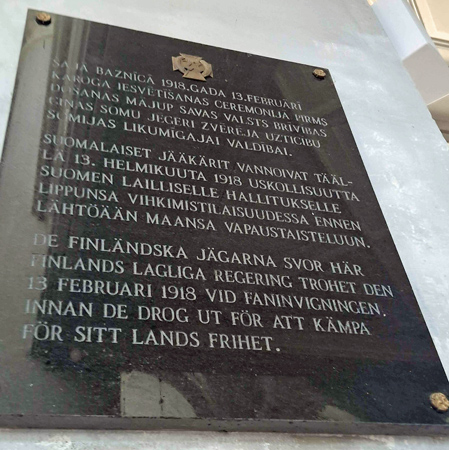 ŠAJĀ BAZNĪCĀ 1918.GADA 13.FEBRUARĪ
KAROGA IESVĒTĪŠANAS CEREMONIJĀ PIRMS
DOŠANĀS MĀJUP SAVAS VALSTS BRĪVĪBAS
CĪŅĀS SOMU JĒGERI ZVĒRĒJA UZTICĪBU
SOMIJAS LIKUMĪGAJAI VALDĪBAI.
SUOMALAISET JÄÄKÄRIT VANNOIVAT TÄÄL-
LÄ 13. HELMIKUUTA 1918 USKOLLISUUTTA
SUOMEN LAILLISELLE HALLITUKSELLE
LIPPUNSA VIHKIMISTILAISUUDESSA ENNEN
LÄHTÖÄÄN MAANSA VAPAUSTAISTELUUN.
DE FINLÄNDSKA JÄGARNA SVOR HÄR
FINLANDS LAGLIGA REGERING TROHET DEN
13 FEBRUARI 1918 VID FANINVIGNINGEN.
INNAN DE DROG UT FÖR ATT KÄMPA
FÖR SITT LANDS FRIHET.